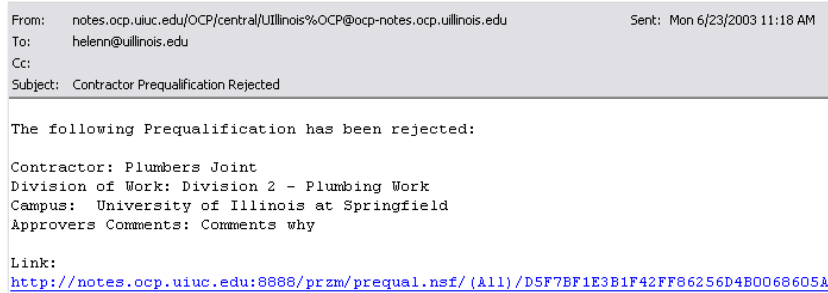 From: notes.ocp.uiuc.edu/OCP/central/UIllinois%OCP@ocp-notes.ocp.uillinois.edu Sent: Mon 6/23/2003 11:18 AM
To: helenn@uillinois.edu
Cc:
Subject: Contractor Prequalification Rejected
The following Prequalification has been rejected:
Contractor: Plumbers Joint
Division of Work: Division 2 - Plumbing Work
Campus: University of Illinois at Springfield
Approvers Comments: Comments why
Link:
http://notes.ocp.uiuc.edu:8888/przm/prequal.nsf/(All)/D5F7BF1E3B1F42FF86256D4B0068605A